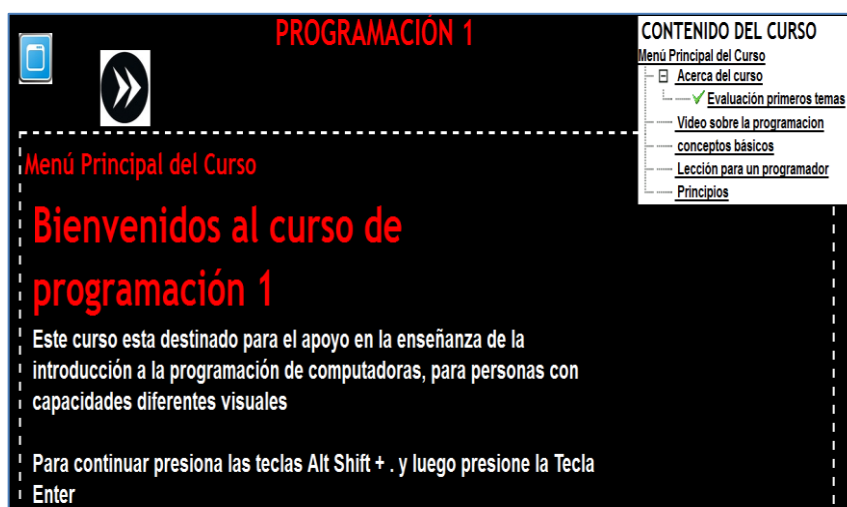 PROGRAMACIÓN 1
CONTENIDO DEL CURSO
Menú Principal del Curso
Acerca del curso
Evaluación primeros temas
Video sobre la programacion
conceptos básicos
Lección para un programador
Principios
Menú Principal del Curso
Bienvenidos al curso de
programación 1
Este curso esta destinado para el apoyo en la enseñanza de la
introducción a la programación de computadoras, para personas con
capacidades diferentes visuales
Para continuar presiona las teclas Alt Shift + . y luego presione la Tecla
Enter